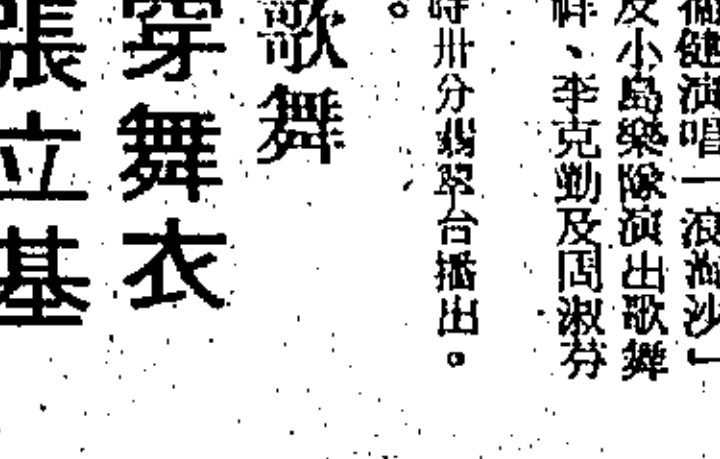 健演唱「浪淘沙」
及小島樂隊演出歌舞
、李克勤及周淑芬
時卅分翡翠台播出。
歌舞
穿舞衣
張立基